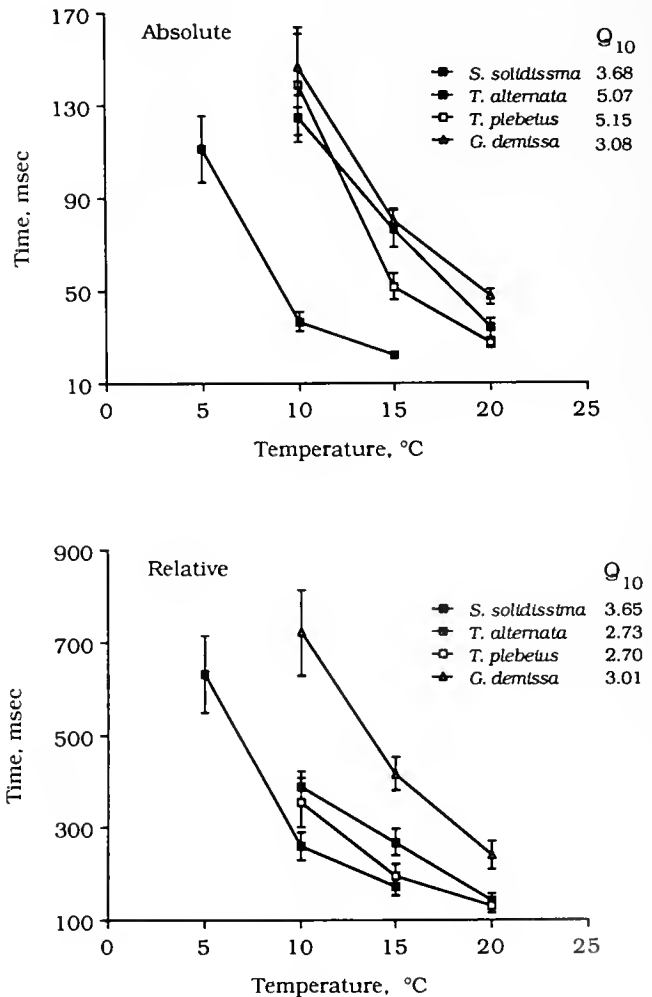 Absolute
Q10
S. solidissma 3.68
T. alternata 5.07
T. plebeius 5.15
G. demissa 3.08
170
130
90
50
10
Time, msec
0 5 10 15 20 25
Temperature, °C
Relative
Q10
S. solidissima 3.65
T. alternata 2.73
T. plebeius 2.70
G. demissa 3.01
900
700
500
300
100
Time, msec
0 5 10 15 20 25
Temperature, °C